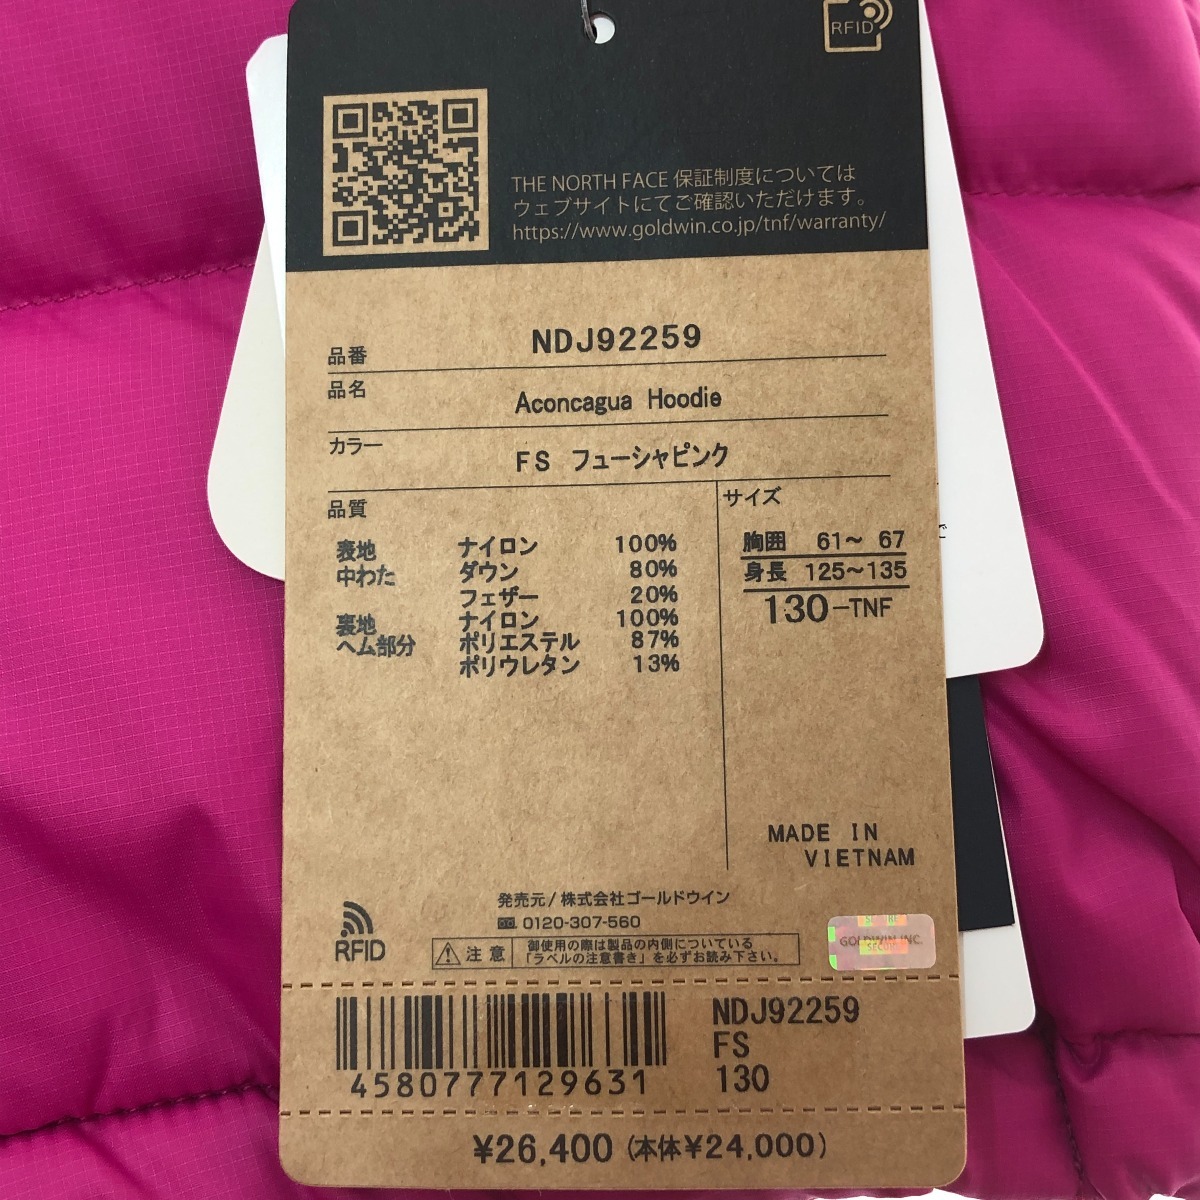 RFID
THE NORTH FACE 保証制度については
ウェブサイトにてご確認いただけます。
https://www.goldwin.co.jp/tnf/warranty/
品番 NDJ92259
品名 Aconcagua Hoodie
カラー FS フューシャピンク
品質
表地 ナイロン 100%
中わた ダウン 80%
フェザー 20%
裏地 ナイロン 100%
ヘム部分 ポリエステル 87%
ポリウレタン 13%
サイズ
胸囲 61〜 67
身長 125〜135
130-TNF
MADE IN
VIETNAM
発売元/株式会社ゴールドウイン
0120-307-560
RFID
注意 御使用の際は製品の内側についている
「ラベルの注意書き」を必ずお読み下さい。
GOLDWIN INC.
SECURE
4580777129631
NDJ92259
FS
130
¥26,400 (本体¥24,000)